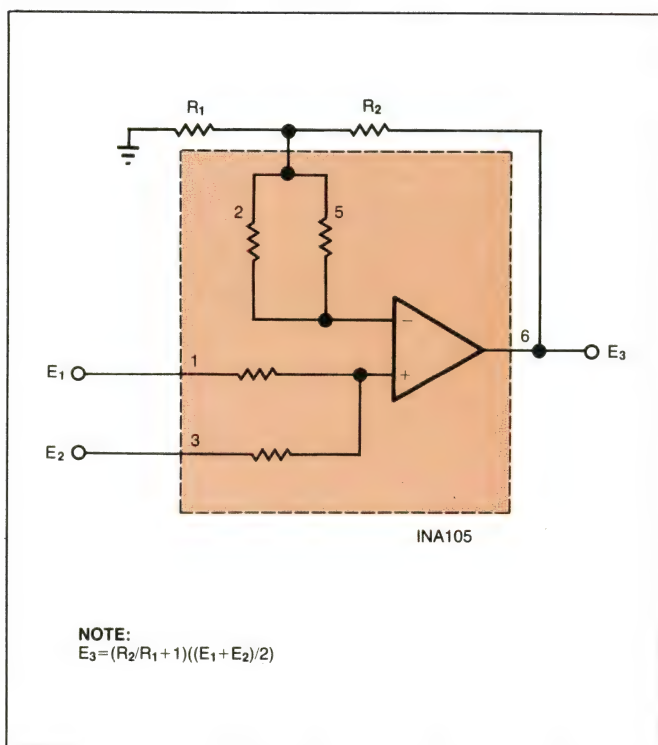 R₁
R₂
2
5
6
E₃
1
E₁
3
E₂
INA105
NOTE:
E₃=(R₂/R₁+1)((E₁+E₂)/2)